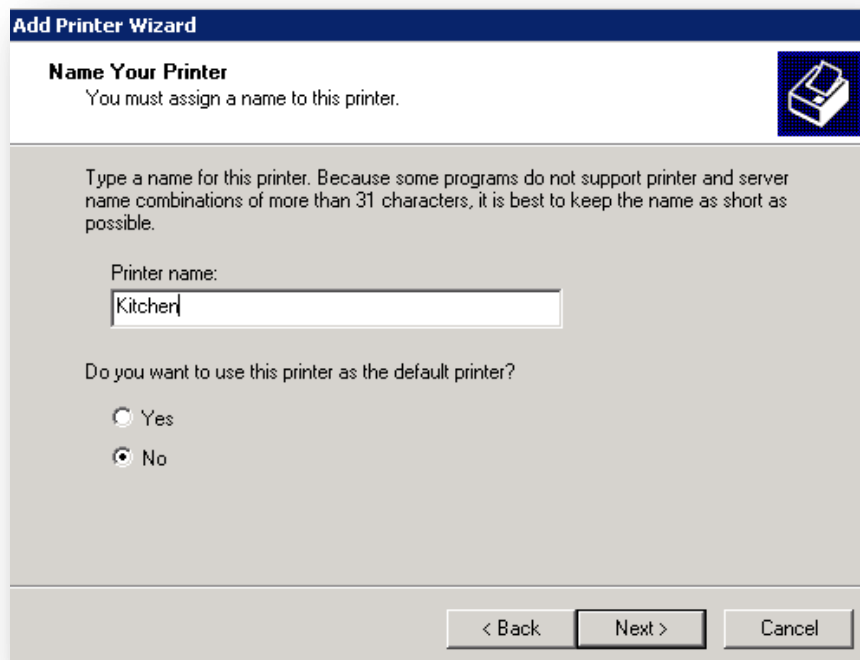 Add Printer Wizard
Name Your Printer
You must assign a name to this printer.
Type a name for this printer. Because some programs do not support printer and server
name combinations of more than 31 characters, it is best to keep the name as short as
possible.
Printer name:
Kitchen
Do you want to use this printer as the default printer?
Yes
No
< Back Next > Cancel